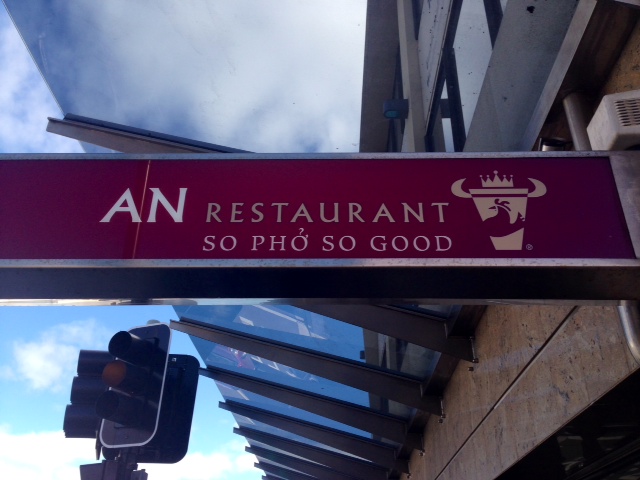 AN RESTAURANT
SO PHỞ SO GOOD
®